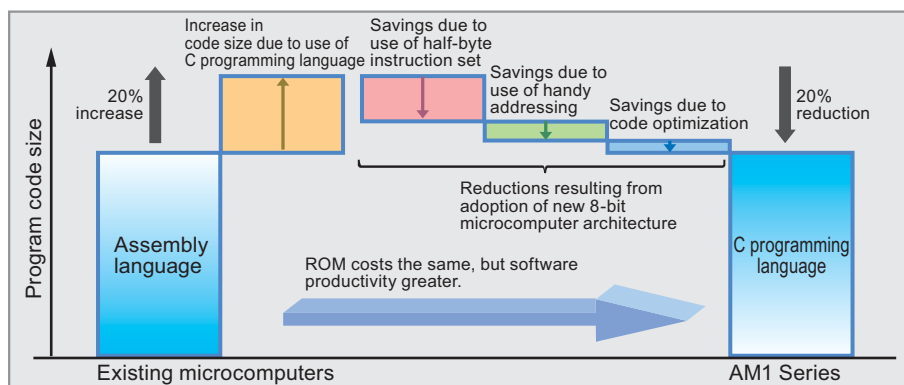 Increase in
code size due to use of
C programming language
Savings due to
use of half-byte
instruction set
Savings due to
use of handy
addressing
Savings due to
code optimization
20%
increase
20%
reduction
Program code size
Reductions resulting from
adoption of new 8-bit
microcomputer architecture
Assembly
language
C programming
language
ROM costs the same, but software
productivity greater.
Existing microcomputers
AM1 Series